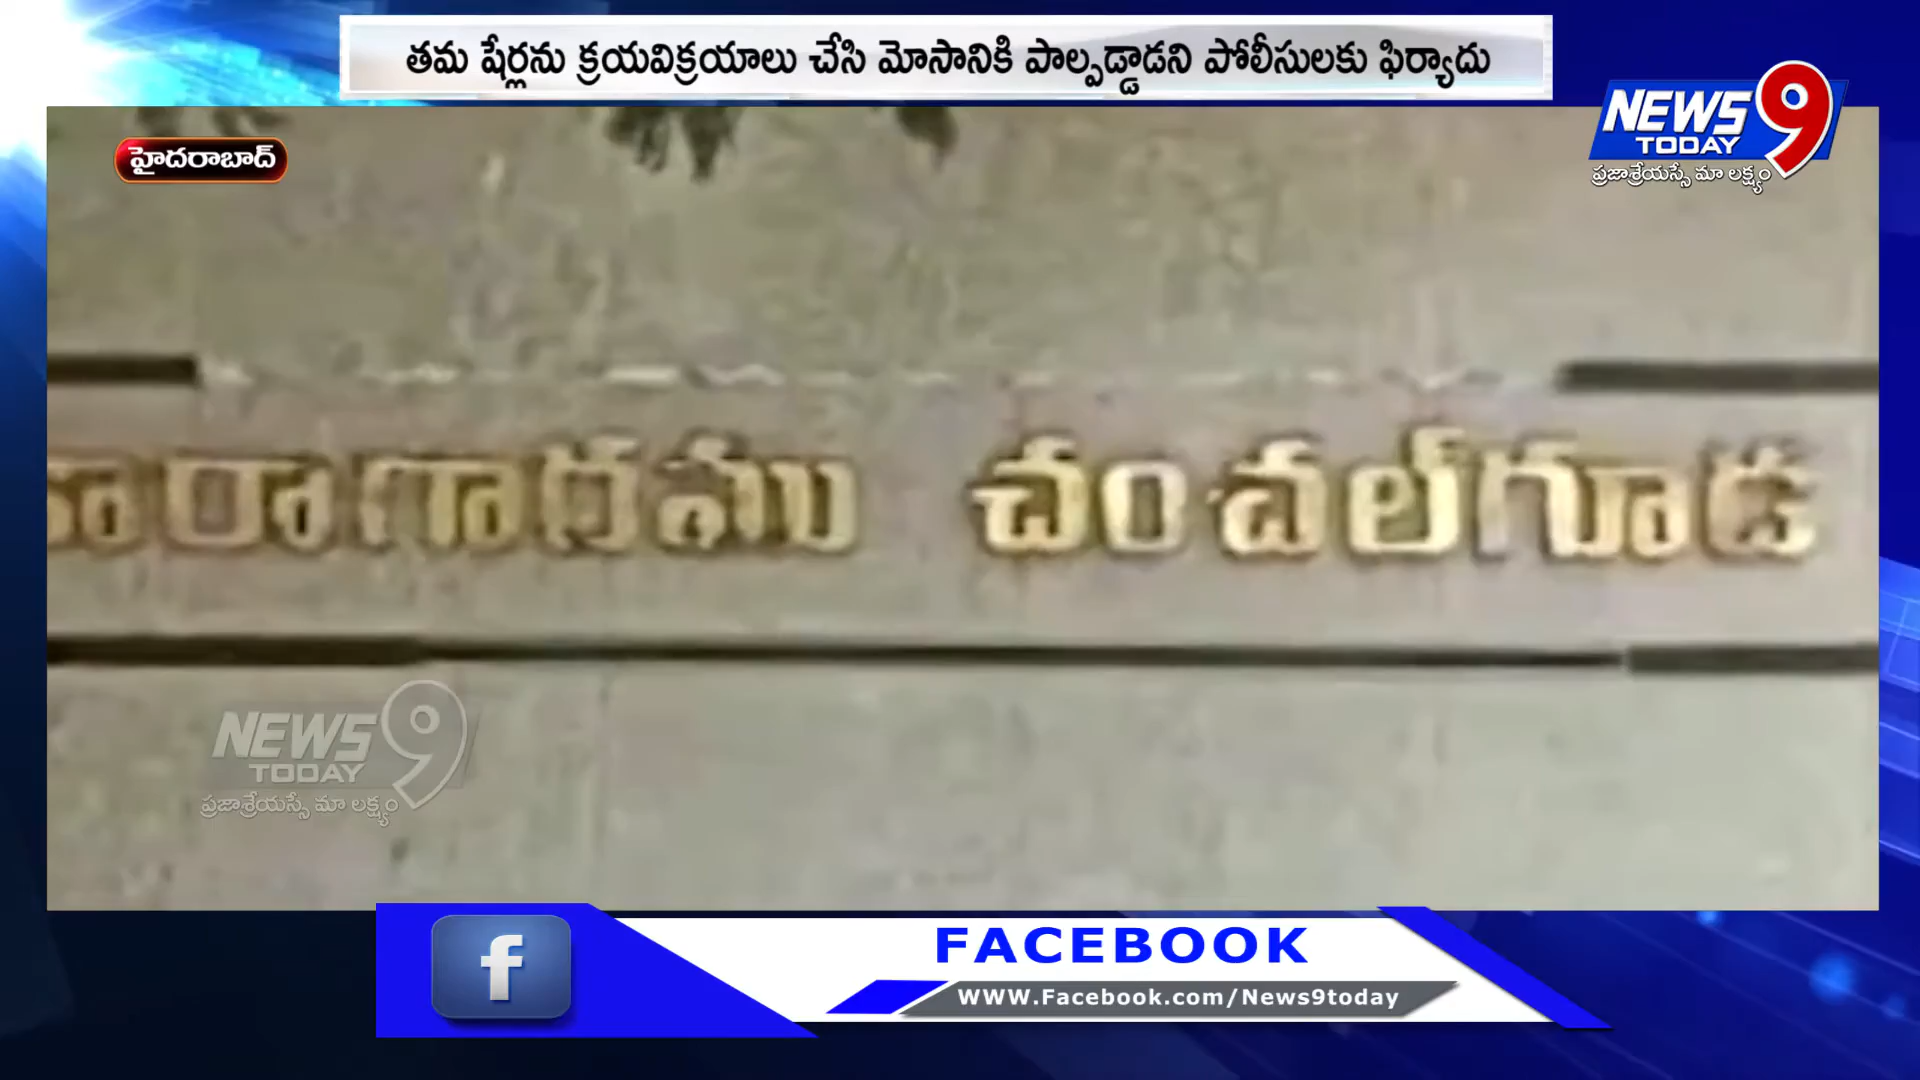 తమ షేర్లను క్రయవిక్రయాలు చేసి మోసానికి పాల్పడ్డాడని పోలీసులకు ఫిర్యాదు
హైదరాబాద్
NEWS 9
TODAY
ప్రజాశ్రేయస్సే మా లక్ష్యం
కారాగారము చంచల్‌గూడ
NEWS 9
TODAY
ప్రజాశ్రేయస్సే మా లక్ష్యం
f
FACEBOOK
WWW.Facebook.com/News9today